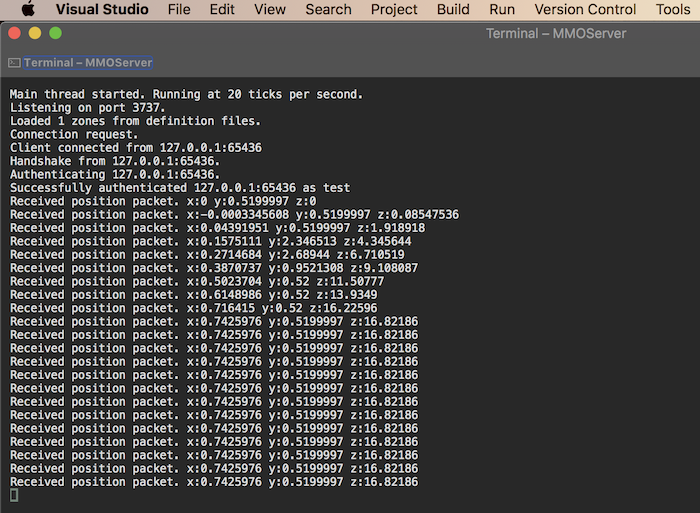 Visual Studio File Edit View Search Project Build Run Version Control Tools
Terminal – MMOServer
Terminal – MMOServer
Main thread started. Running at 20 ticks per second.
Listening on port 3737.
Loaded 1 zones from definition files.
Connection request.
Client connected from 127.0.0.1:65436
Handshake from 127.0.0.1:65436.
Authenticating 127.0.0.1:65436.
Successfully authenticated 127.0.0.1:65436 as test
Received position packet. x:0 y:0.5199997 z:0
Received position packet. x:-0.0003345608 y:0.5199997 z:0.08547536
Received position packet. x:0.04391951 y:0.5199997 z:1.918918
Received position packet. x:0.1575111 y:2.346513 z:4.345644
Received position packet. x:0.2714684 y:2.68944 z:6.710519
Received position packet. x:0.3870737 y:0.9521308 z:9.108087
Received position packet. x:0.5023704 y:0.52 z:11.50777
Received position packet. x:0.6148986 y:0.52 z:13.9349
Received position packet. x:0.716415 y:0.52 z:16.22596
Received position packet. x:0.7425976 y:0.5199997 z:16.82186
Received position packet. x:0.7425976 y:0.5199997 z:16.82186
Received position packet. x:0.7425976 y:0.5199997 z:16.82186
Received position packet. x:0.7425976 y:0.5199997 z:16.82186
Received position packet. x:0.7425976 y:0.5199997 z:16.82186
Received position packet. x:0.7425976 y:0.5199997 z:16.82186
Received position packet. x:0.7425976 y:0.5199997 z:16.82186
Received position packet. x:0.7425976 y:0.5199997 z:16.82186
Received position packet. x:0.7425976 y:0.5199997 z:16.82186
Received position packet. x:0.7425976 y:0.5199997 z:16.82186
Received position packet. x:0.7425976 y:0.5199997 z:16.82186
Received position packet. x:0.7425976 y:0.5199997 z:16.82186
Received position packet. x:0.7425976 y:0.5199997 z:16.82186